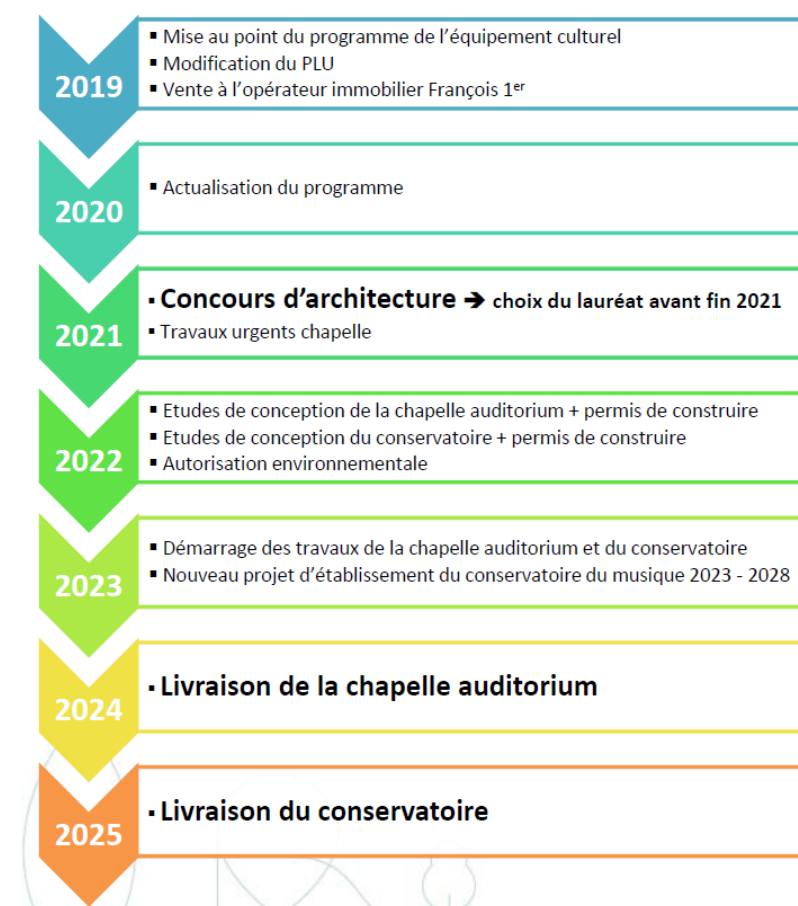 2019
▪ Mise au point du programme de l'équipement culturel
▪ Modification du PLU
▪ Vente à l'opérateur immobilier François 1er
2020
▪ Actualisation du programme
2021
▪ Concours d'architecture ➔ choix du lauréat avant fin 2021
▪ Travaux urgents chapelle
2022
▪ Etudes de conception de la chapelle auditorium + permis de construire
▪ Etudes de conception du conservatoire + permis de construire
▪ Autorisation environnementale
2023
▪ Démarrage des travaux de la chapelle auditorium et du conservatoire
▪ Nouveau projet d'établissement du conservatoire du musique 2023 - 2028
2024
▪ Livraison de la chapelle auditorium
2025
▪ Livraison du conservatoire